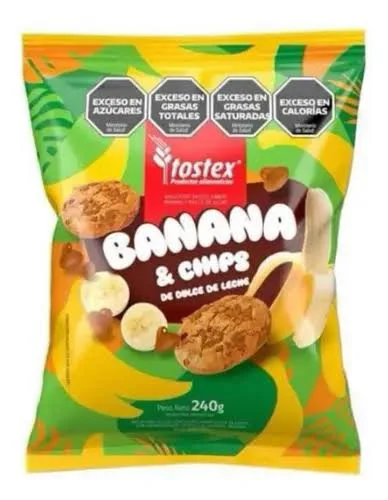 EXCESO EN
AZÚCARES
Ministerio
de Salud
EXCESO EN
GRASAS
TOTALES
Ministerio
de Salud
EXCESO EN
GRASAS
SATURADAS
Ministerio
de Salud
EXCESO EN
CALORÍAS
Ministerio
de Salud
tostex®
Productos alimenticios
BANANA
& CHIPS
DE DULCE DE LECHE
Peso Neto 240g